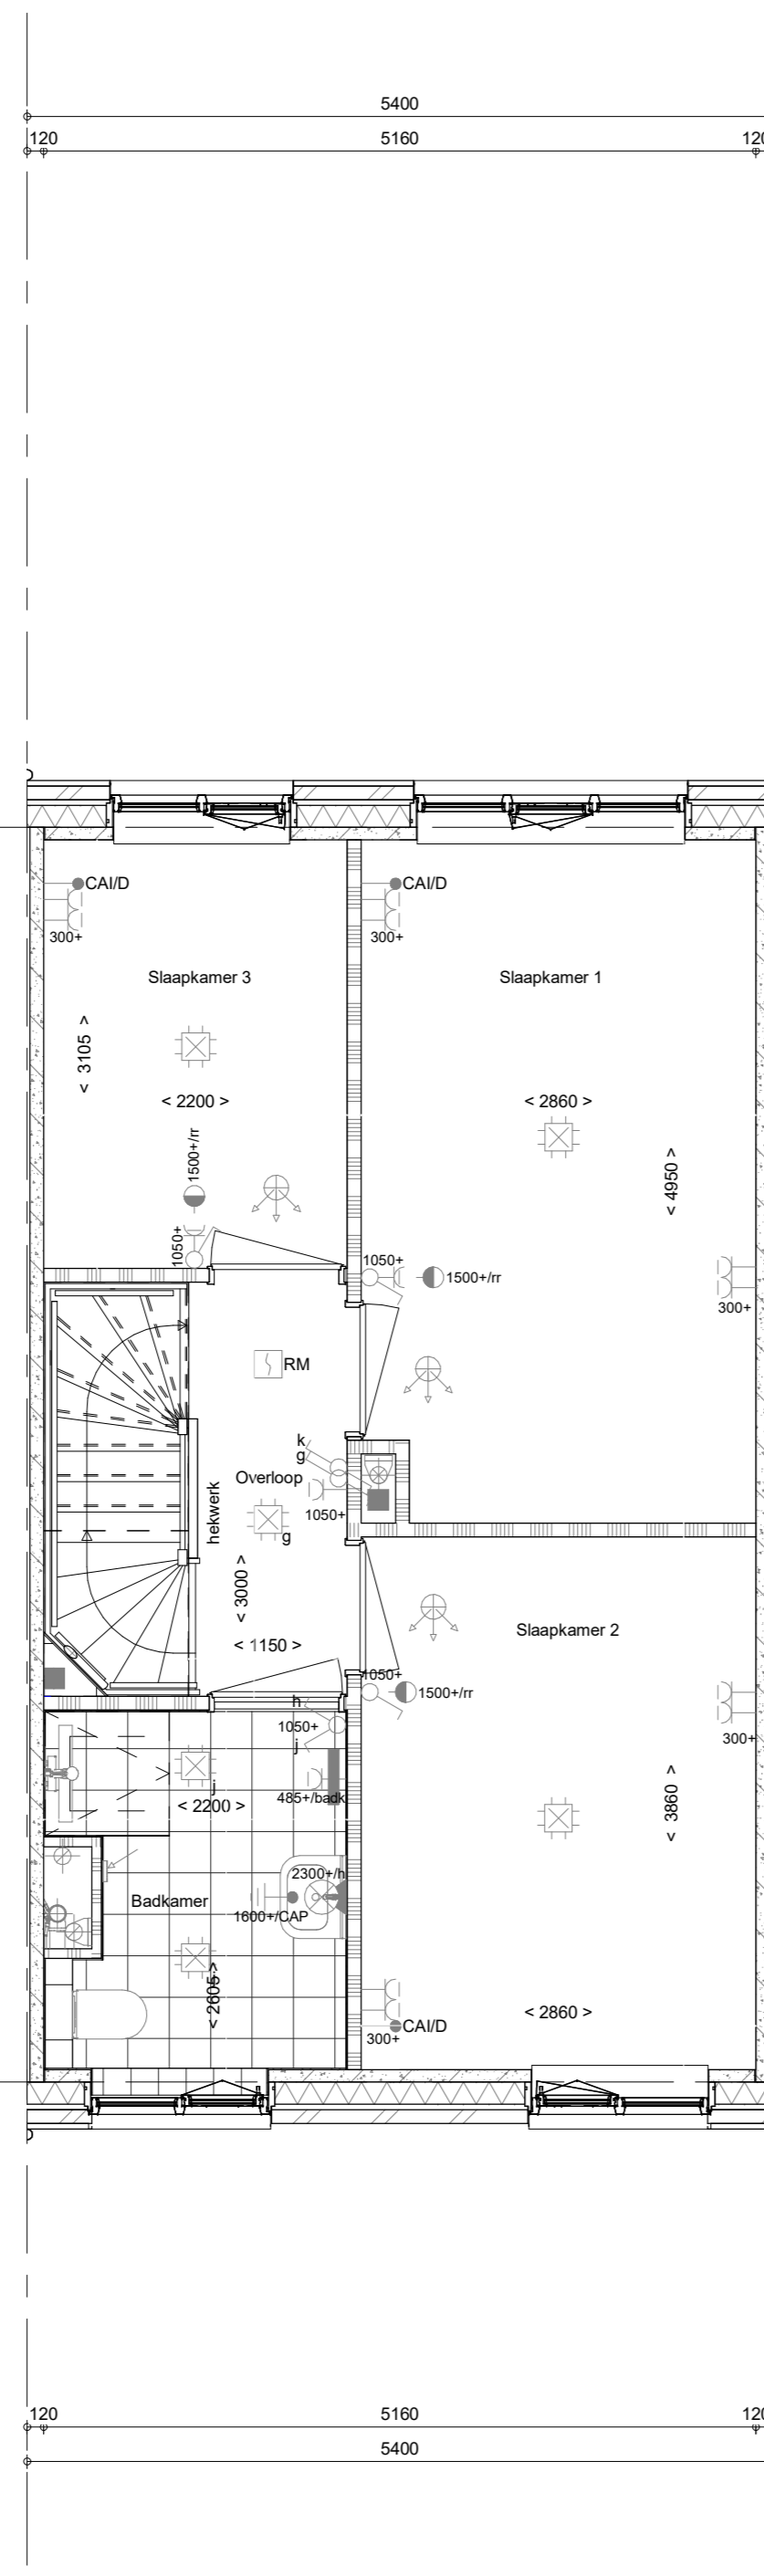 5400
120
5160
120
CAI/D
CAI/D
300+
300+
Slaapkamer 3
Slaapkamer 1
< 3105 >
< 2200 >
< 2860 >
1500+/rr
< 4950 >
1050+
1050+
1500+/rr
300+
RM
k
g
Overloop
hekwerk
1050+
g
< 3000 >
Slaapkamer 2
< 1150 >
1050+
1500+/rr
h
1050+
j
300+
j
485+/badk
< 2200 >
< 3860 >
2300+/h
Badkamer
1600+/CAP
< 2605 >
< 2860 >
CAI/D
300+
120
5160
120
5400